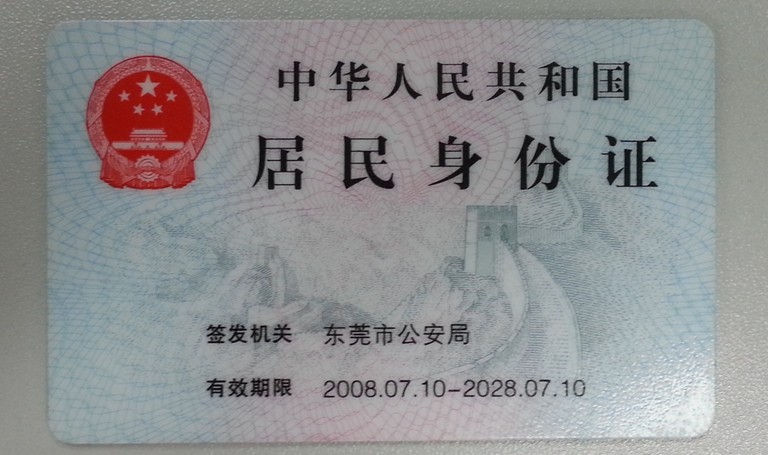 中华人民共和国
居民身份证
签发机关 东莞市公安局
有效期限 2008.07.10-2028.07.10